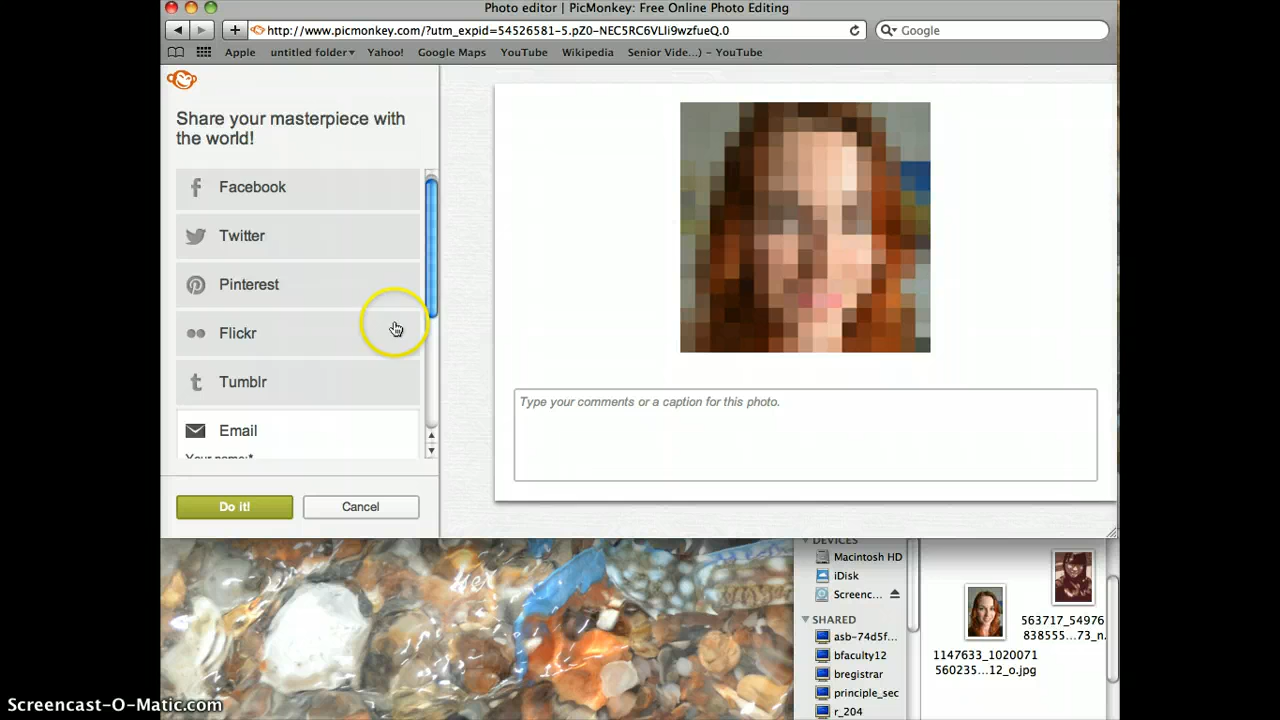 Photo editor | PicMonkey: Free Online Photo Editing
http://www.picmonkey.com/?utm_expid=54526581-5.pZ0-NEC5RC6VLIi9wzfueQ.0
Google
Apple untitled folder Yahoo! Google Maps YouTube Wikipedia Senior Vide...) – YouTube
Share your masterpiece with
the world!
Facebook
Twitter
Pinterest
Flickr
Tumblr
Email
Your name:*
Type your comments or a caption for this photo.
Do it! Cancel
DEVICES
Macintosh HD
iDisk
Screenc...
SHARED
asb-74d5f...
bfaculty12
bregistrar
principle_sec
r_204
563717_54976
838555...73_n.
1147633_1020071
560235...12_o.jpg
Screencast-O-Matic.com